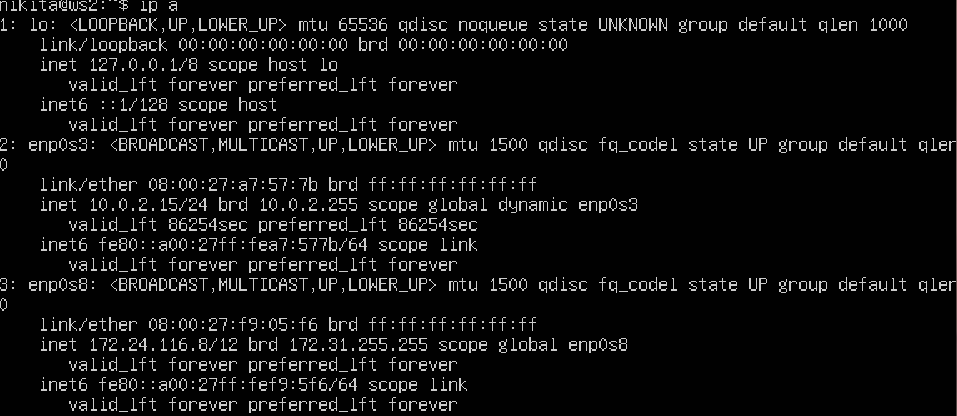 nikita@ws2:~$ ip a
1: lo: <LOOPBACK,UP,LOWER_UP> mtu 65536 qdisc noqueue state UNKNOWN group default qlen 1000
    link/loopback 00:00:00:00:00:00 brd 00:00:00:00:00:00
    inet 127.0.0.1/8 scope host lo
       valid_lft forever preferred_lft forever
    inet6 ::1/128 scope host
       valid_lft forever preferred_lft forever
2: enp0s3: <BROADCAST,MULTICAST,UP,LOWER_UP> mtu 1500 qdisc fq_codel state UP group default qlen
0
    link/ether 08:00:27:a7:57:7b brd ff:ff:ff:ff:ff:ff
    inet 10.0.2.15/24 brd 10.0.2.255 scope global dynamic enp0s3
       valid_lft 86254sec preferred_lft 86254sec
    inet6 fe80::a00:27ff:fea7:577b/64 scope link
       valid_lft forever preferred_lft forever
3: enp0s8: <BROADCAST,MULTICAST,UP,LOWER_UP> mtu 1500 qdisc fq_codel state UP group default qlen
0
    link/ether 08:00:27:f9:05:f6 brd ff:ff:ff:ff:ff:ff
    inet 172.24.116.8/12 brd 172.31.255.255 scope global enp0s8
       valid_lft forever preferred_lft forever
    inet6 fe80::a00:27ff:fef9:5f6/64 scope link
       valid_lft forever preferred_lft forever